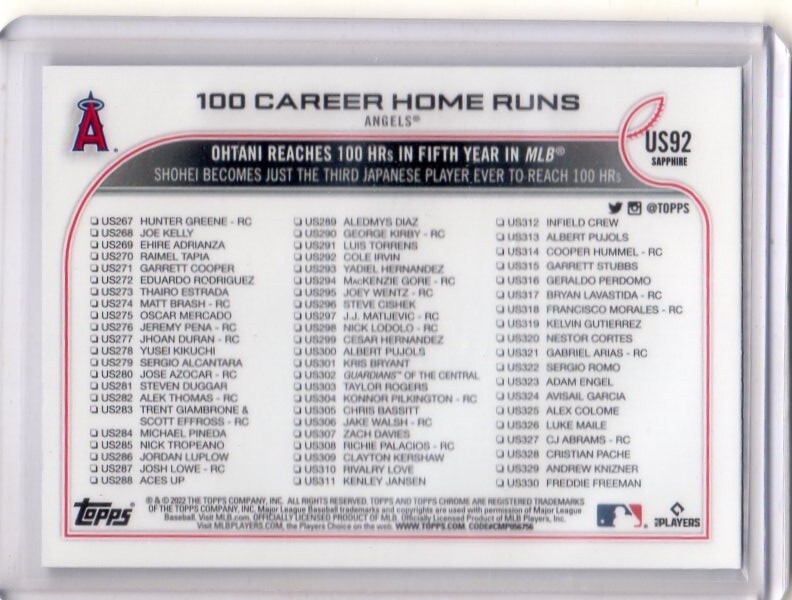 100 CAREER HOME RUNS
ANGELS®
US92
SAPPHIRE
OHTANI REACHES 100 HRs IN FIFTH YEAR IN MLB®
SHOHEI BECOMES JUST THE THIRD JAPANESE PLAYER EVER TO REACH 100 HRs
@TOPPS
US267 HUNTER GREENE - RC
US268 JOE KELLY
US269 EHIRE ADRIANZA
US270 RAIMEL TAPIA
US271 GARRETT COOPER
US272 EDUARDO RODRIGUEZ
US273 THAIRO ESTRADA
US274 MATT BRASH - RC
US275 OSCAR MERCADO
US276 JEREMY PENA - RC
US277 JHOAN DURAN - RC
US278 YUSEI KIKUCHI
US279 SERGIO ALCANTARA
US280 JOSE AZOCAR - RC
US281 STEVEN DUGGAR
US282 ALEK THOMAS - RC
US283 TRENT GIAMBRONE &
SCOTT EFFROSS - RC
US284 MICHAEL PINEDA
US285 NICK TROPEANO
US286 JORDAN LUPLOW
US287 JOSH LOWE - RC
US288 ACES UP
US289 ALEDMYS DIAZ
US290 GEORGE KIRBY - RC
US291 LUIS TORRENS
US292 COLE IRVIN
US293 YADIEL HERNANDEZ
US294 MacKENZIE GORE - RC
US295 JOEY WENTZ - RC
US296 STEVE CISHEK
US297 J.J. MATIJEVIC - RC
US298 NICK LODOLO - RC
US299 CESAR HERNANDEZ
US300 ALBERT PUJOLS
US301 KRIS BRYANT
US302 GUARDIANS™ OF THE CENTRAL
US303 TAYLOR ROGERS
US304 KONNOR PILKINGTON - RC
US305 CHRIS BASSITT
US306 JAKE WALSH - RC
US307 ZACH DAVIES
US308 RICHIE PALACIOS - RC
US309 CLAYTON KERSHAW
US310 RIVALRY LOVE
US311 KENLEY JANSEN
US312 INFIELD CREW
US313 ALBERT PUJOLS
US314 COOPER HUMMEL - RC
US315 GARRETT STUBBS
US316 GERALDO PERDOMO
US317 BRYAN LAVASTIDA - RC
US318 FRANCISCO MORALES - RC
US319 KELVIN GUTIERREZ
US320 NESTOR CORTES
US321 GABRIEL ARIAS - RC
US322 SERGIO ROMO
US323 ADAM ENGEL
US324 AVISAIL GARCIA
US325 ALEX COLOME
US326 LUKE MAILE
US327 CJ ABRAMS - RC
US328 CRISTIAN PACHE
US329 ANDREW KNIZNER
US330 FREDDIE FREEMAN
Topps®
® & © 2022 THE TOPPS COMPANY, INC. ALL RIGHTS RESERVED. TOPPS AND TOPPS CHROME ARE REGISTERED TRADEMARKS
OF THE TOPPS COMPANY, INC. Major League Baseball trademarks and copyrights are used with permission of Major League
Baseball. Visit MLB.com. OFFICIALLY LICENSED PRODUCT OF MLB. Officially Licensed Product of MLB Players, Inc.
Visit MLBPLAYERS.com, the Players Choice on the web. WWW.TOPPS.COM. CODE#CMP056756
PLAYERS